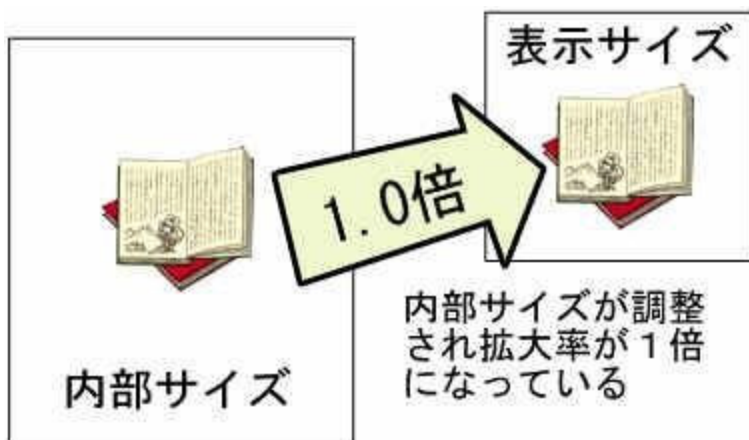 表示サイズ
1.0倍
内部サイズ
内部サイズが調整
され拡大率が１倍
になっている